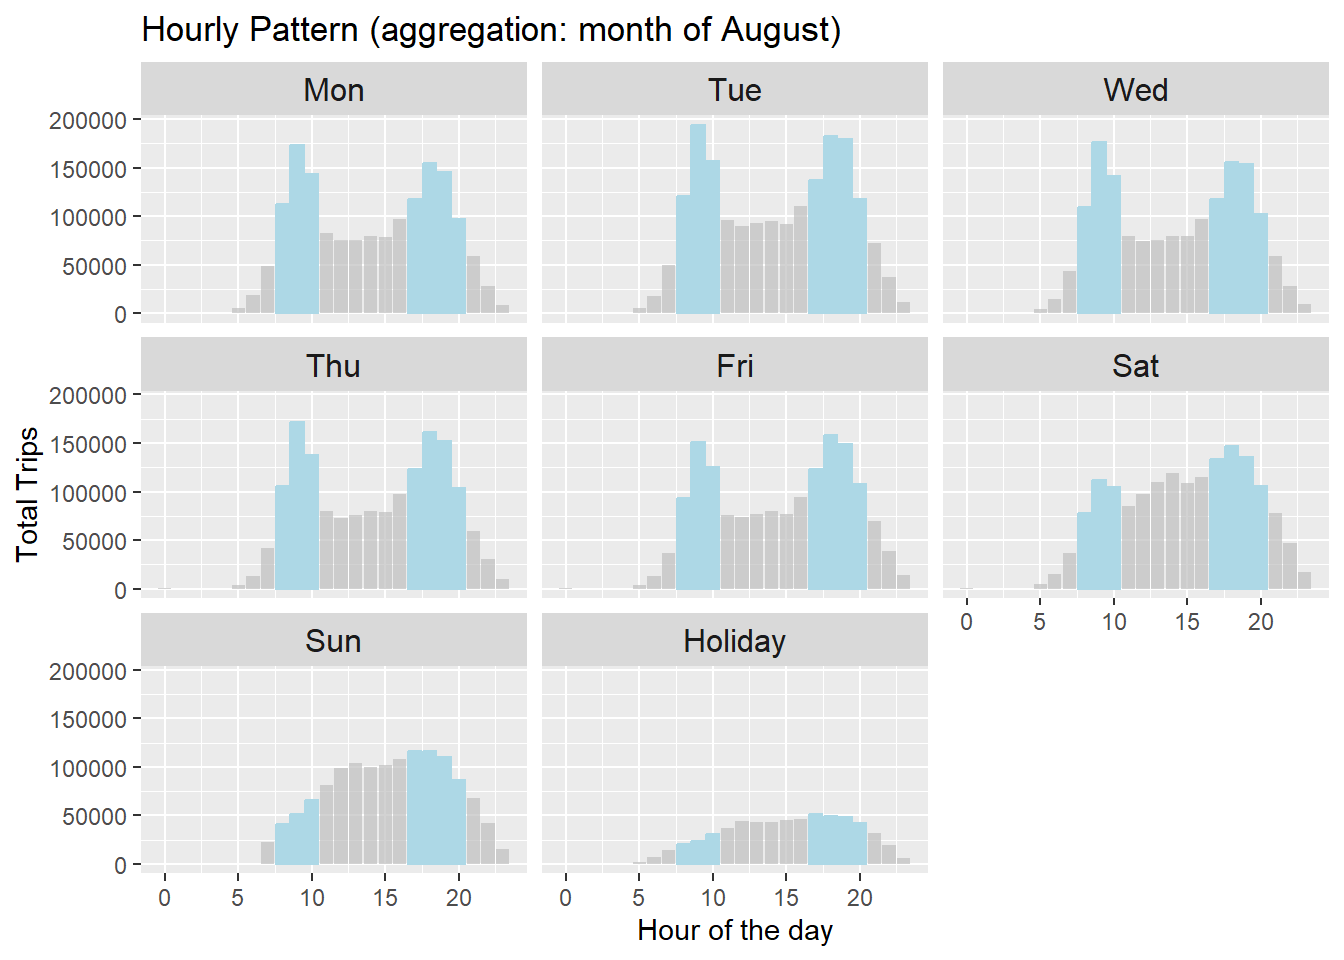 Hourly Pattern (aggregation: month of August)
Mon Tue Wed
200000
150000
100000
50000
0
Thu Fri Sat
200000
150000
100000
50000
0
0 5 10 15 20
Sun Holiday
200000
150000
100000
50000
0
0 5 10 15 20 0 5 10 15 20
Total Trips
Hour of the day